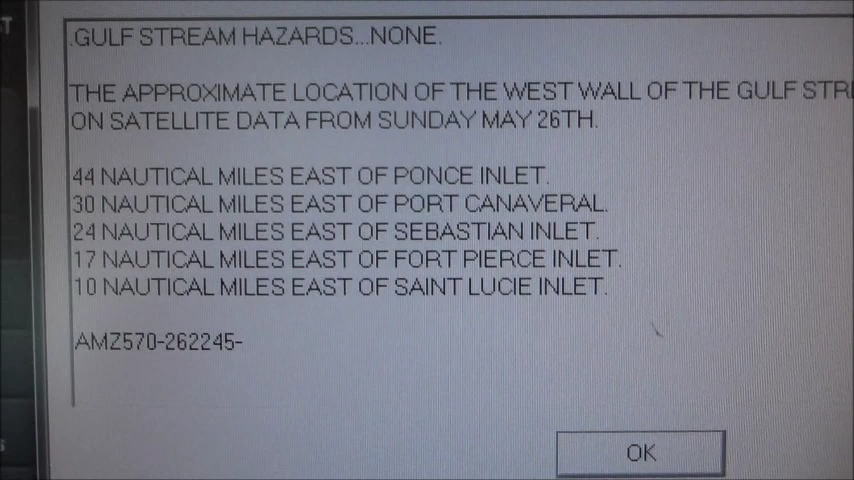 .GULF STREAM HAZARDS...NONE.
THE APPROXIMATE LOCATION OF THE WEST WALL OF THE GULF STRE
ON SATELLITE DATA FROM SUNDAY MAY 26TH.
44 NAUTICAL MILES EAST OF PONCE INLET.
30 NAUTICAL MILES EAST OF PORT CANAVERAL.
24 NAUTICAL MILES EAST OF SEBASTIAN INLET.
17 NAUTICAL MILES EAST OF FORT PIERCE INLET.
10 NAUTICAL MILES EAST OF SAINT LUCIE INLET.
AMZ570-262245-
OK